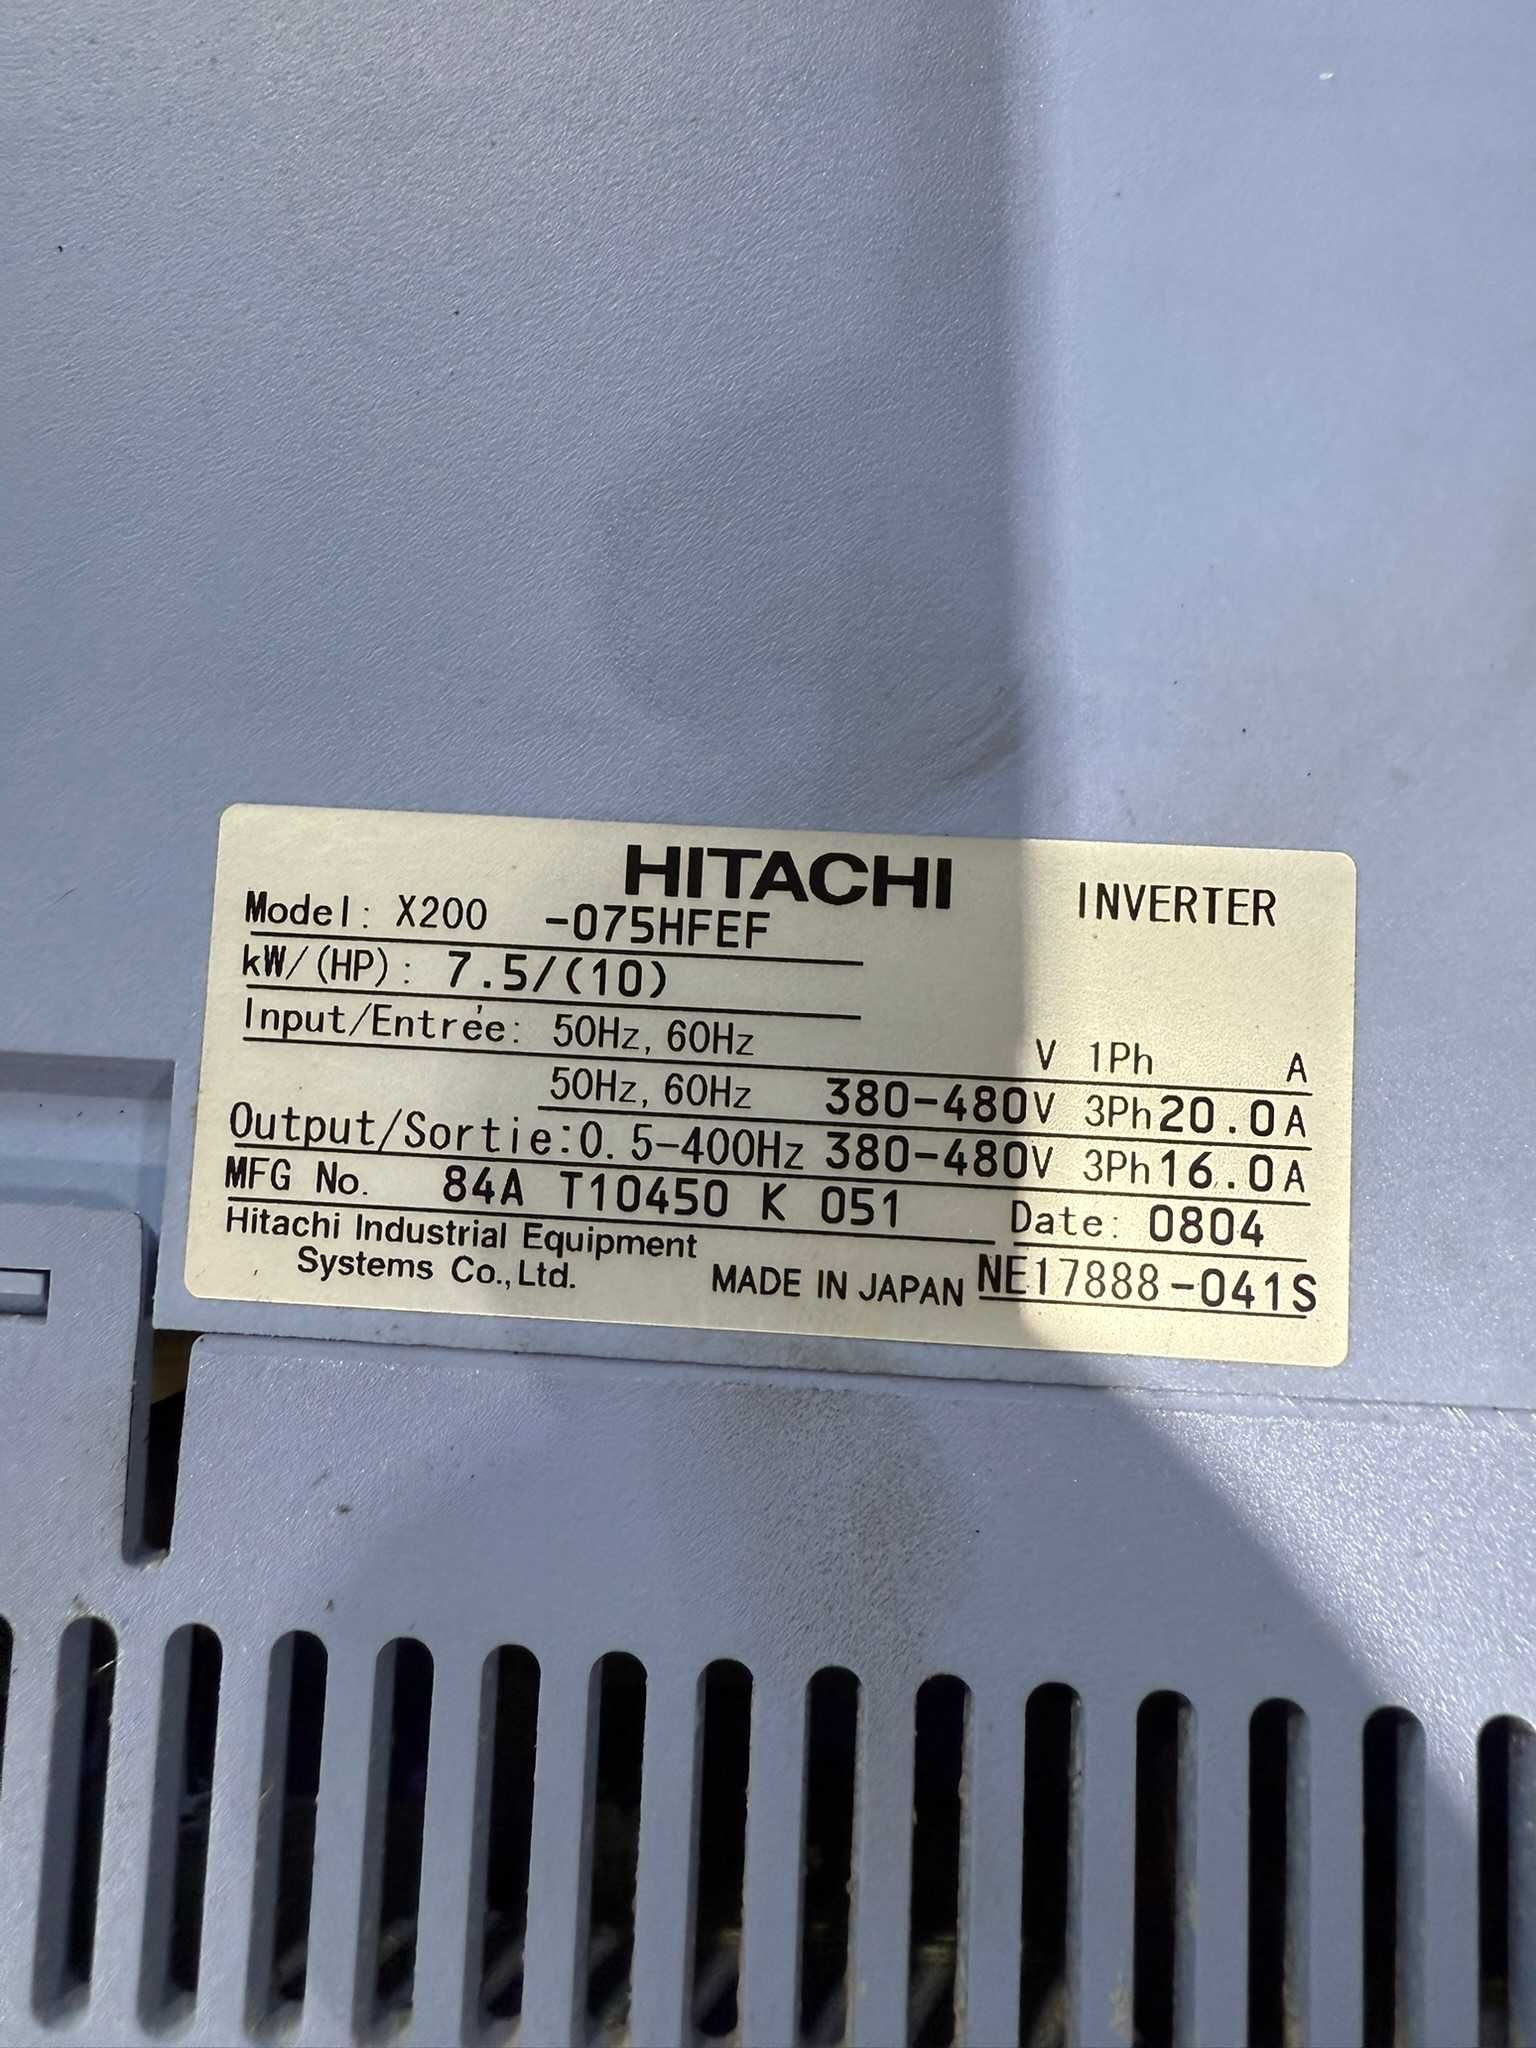 HITACHI INVERTER
Model: X200 -075HFEF
kW/(HP): 7.5/(10)
Input/Entrée: 50Hz, 60Hz V 1Ph A
50Hz, 60Hz 380-480V 3Ph 20.0A
Output/Sortie: 0.5-400Hz 380-480V 3Ph 16.0A
MFG No. 84A T10450 K 051 Date: 0804
Hitachi Industrial Equipment
Systems Co., Ltd. MADE IN JAPAN NE17888-041S